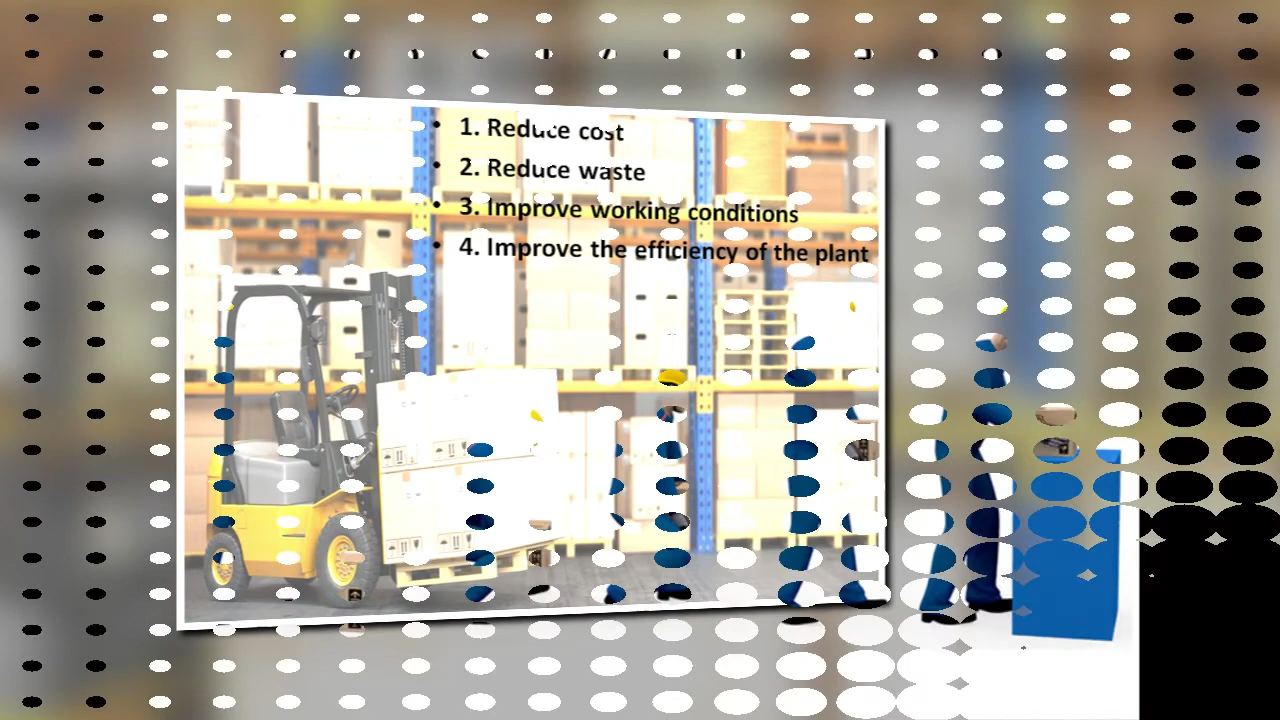 • 1. Reduce cost
• 2. Reduce waste
• 3. Improve working conditions
• 4. Improve the efficiency of the plant